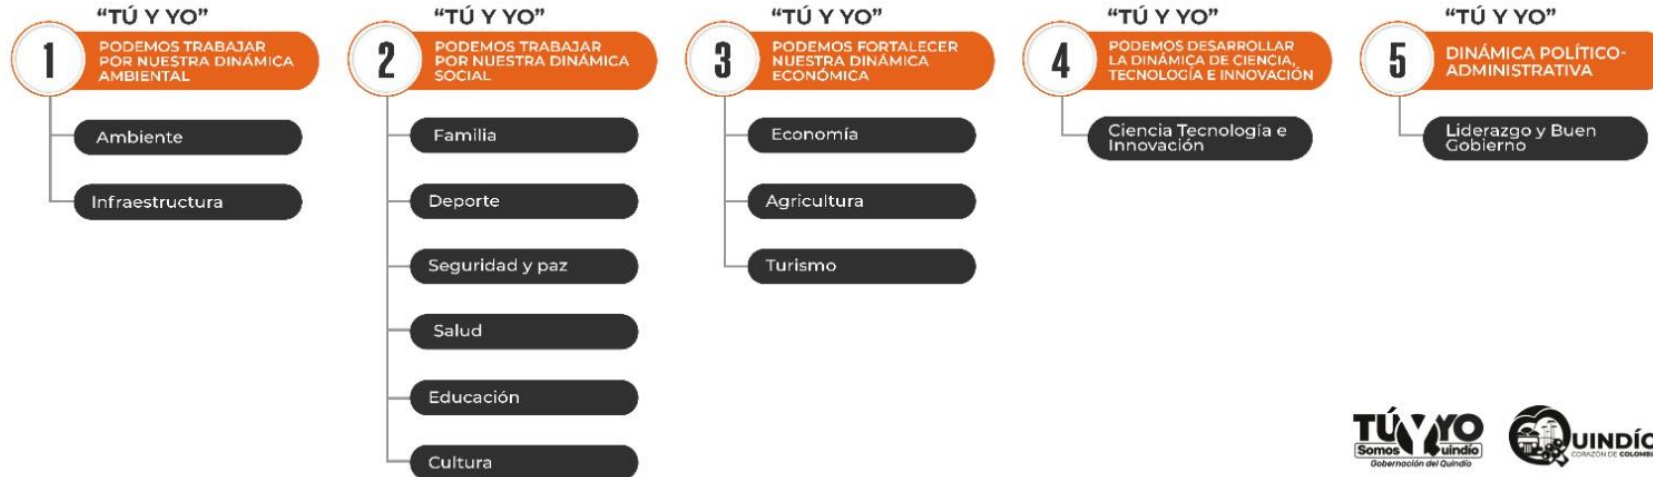 “TÚ Y YO”
1
PODEMOS TRABAJAR
POR NUESTRA DINÁMICA
AMBIENTAL
Ambiente
Infraestructura
“TÚ Y YO”
2
PODEMOS TRABAJAR
POR NUESTRA DINÁMICA
SOCIAL
Familia
Deporte
Seguridad y paz
Salud
Educación
Cultura
“TÚ Y YO”
3
PODEMOS FORTALECER
NUESTRA DINÁMICA
ECONÓMICA
Economía
Agricultura
Turismo
“TÚ Y YO”
4
PODEMOS DESARROLLAR
LA DINÁMICA DE CIENCIA,
TECNOLOGÍA E INNOVACIÓN
Ciencia Tecnología e
Innovación
“TÚ Y YO”
5
DINÁMICA POLÍTICO-
ADMINISTRATIVA
Liderazgo y Buen
Gobierno
TÚ Y YO
Somos Quindío
Gobernación del Quindío
QUINDÍO
CORAZÓN DE COLOMBIA